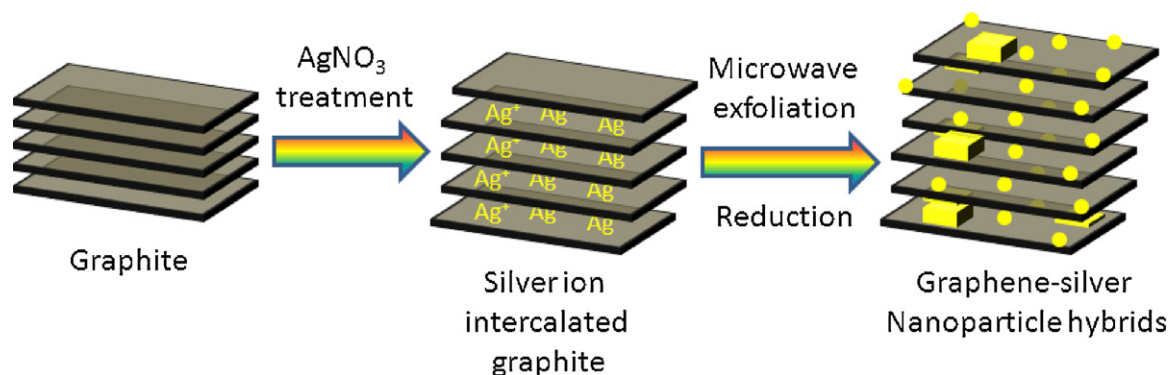 AgNO3
treatment
Microwave
exfoliation
Reduction
Ag+ Ag Ag
Ag+ Ag Ag
Ag+ Ag Ag
Ag+ Ag Ag
Graphite
Silver ion
intercalated
graphite
Graphene-silver
Nanoparticle hybrids